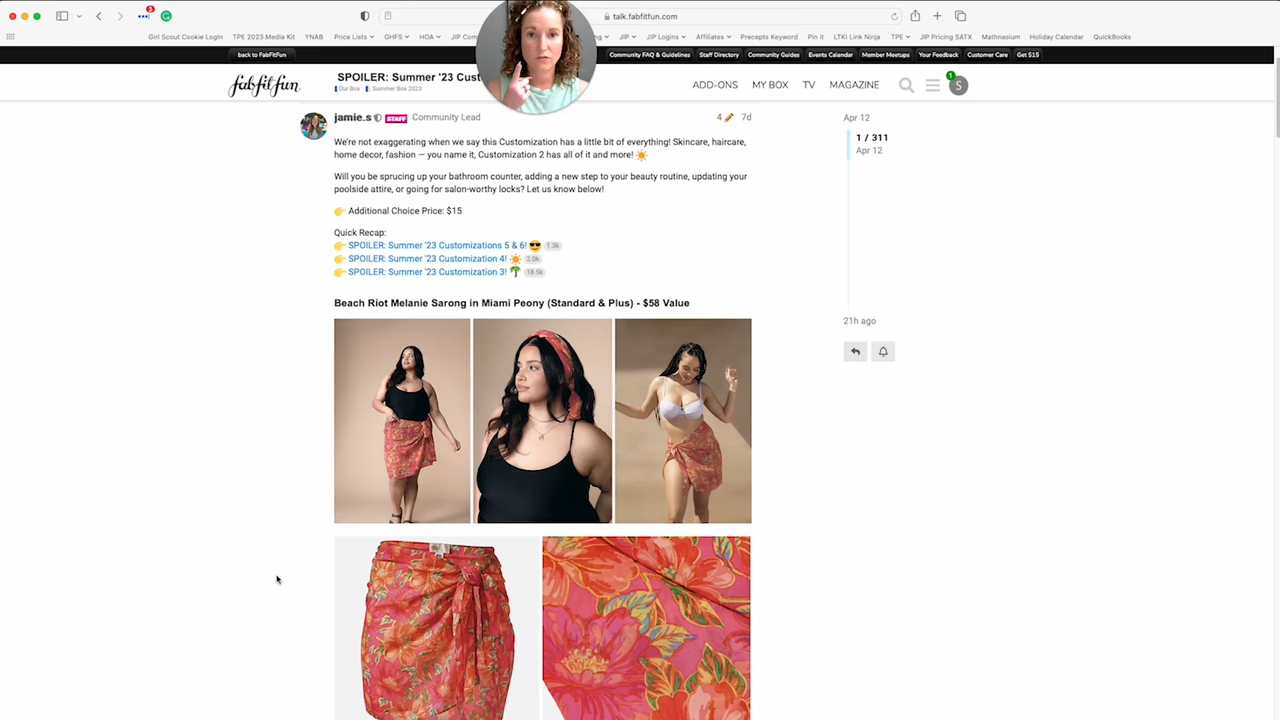 talk.fabfitfun.com
Girl Scout Cookie Login TPE 2023 Media Kit YNAB Price Lists GHFS HOA JIP Com JIP JIP Logins Affiliates Precepts Keyword Pin it LTK| Link Ninja TPE JIP Pricing SATX Mathnasium Holiday Calendar QuickBooks
back to FabFitFun Community FAQ & Guidelines Staff Directory Community Guides Events Calendar Member Meetups Your Feedback Customer Care Get $15
fabfitfun SPOILER: Summer '23 Cust ADD-ONS MY BOX TV MAGAZINE 1 S
Our Box Summer Box 2023
jamie.s STAFF Community Lead 4 7d
Apr 12
1 / 311
Apr 12
We're not exaggerating when we say this Customization has a little bit of everything! Skincare, haircare,
home decor, fashion — you name it, Customization 2 has all of it and more!
Will you be sprucing up your bathroom counter, adding a new step to your beauty routine, updating your
poolside attire, or going for salon-worthy locks? Let us know below!
Additional Choice Price: $15
Quick Recap:
SPOILER: Summer '23 Customizations 5 & 6! 1.3k
SPOILER: Summer '23 Customization 4! 2.0k
SPOILER: Summer '23 Customization 3! 18.5k
Beach Riot Melanie Sarong in Miami Peony (Standard & Plus) - $58 Value
21h ago